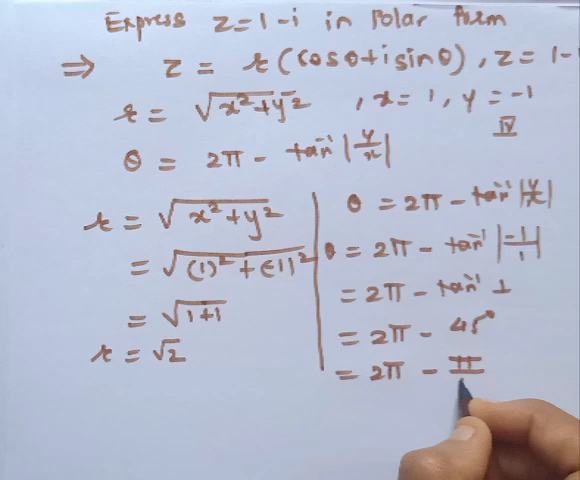 Express z=1-i in Polar form
⇒ z = r(cosθ+isinθ), z = 1-
r = √x²+y² , x = 1, y = -1
IV
θ = 2π - tan⁻¹|y/x|
r = √x²+y²
= √(1)²+(-1)²
= √1+1
r = √2
θ = 2π - tan⁻¹|y/x|
θ = 2π - tan⁻¹|-1/1|
= 2π - tan⁻¹ 1
= 2π - 45°
= 2π - π